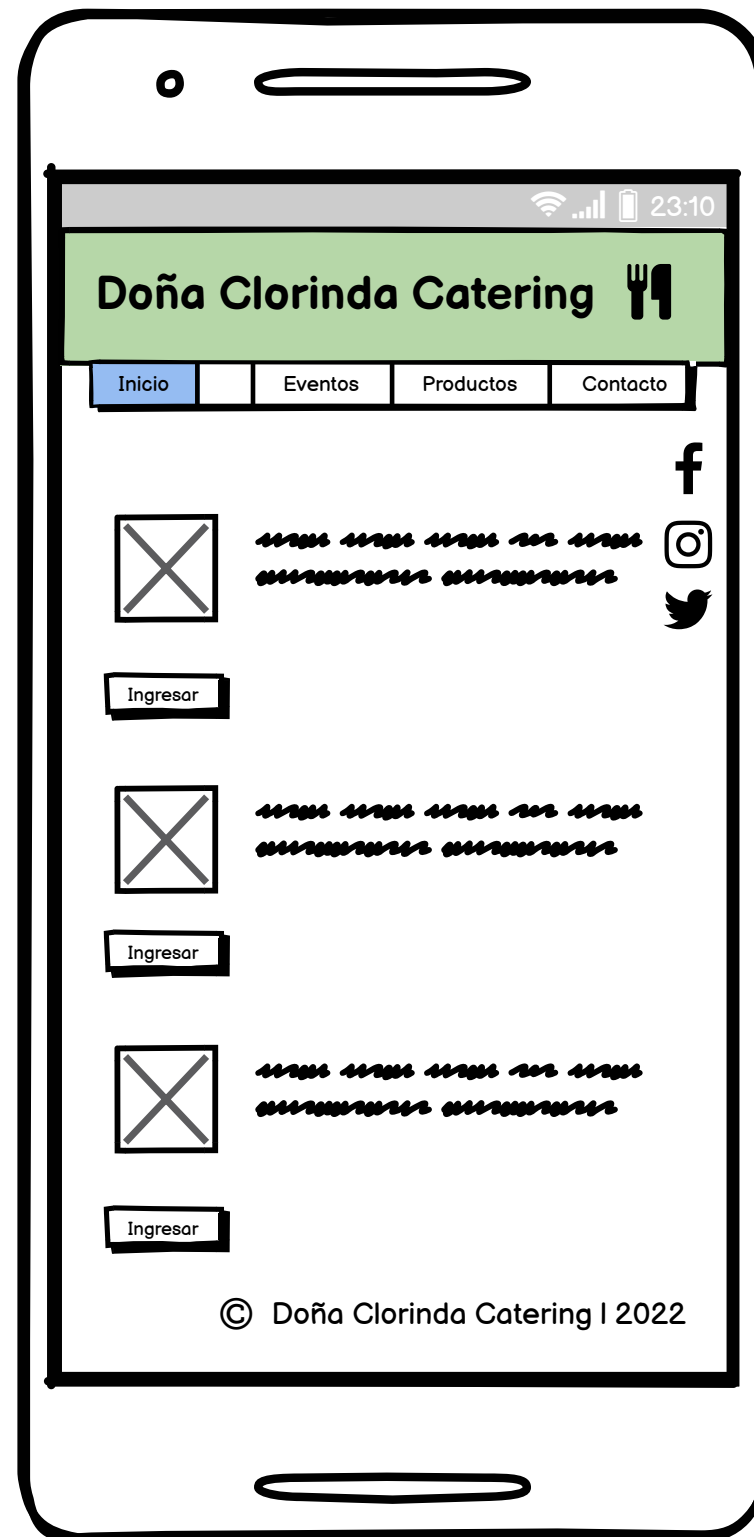 23:10
Doña Clorinda Catering
Inicio Eventos Productos Contacto
Ingresar
Ingresar
Ingresar
© Doña Clorinda Catering | 2022